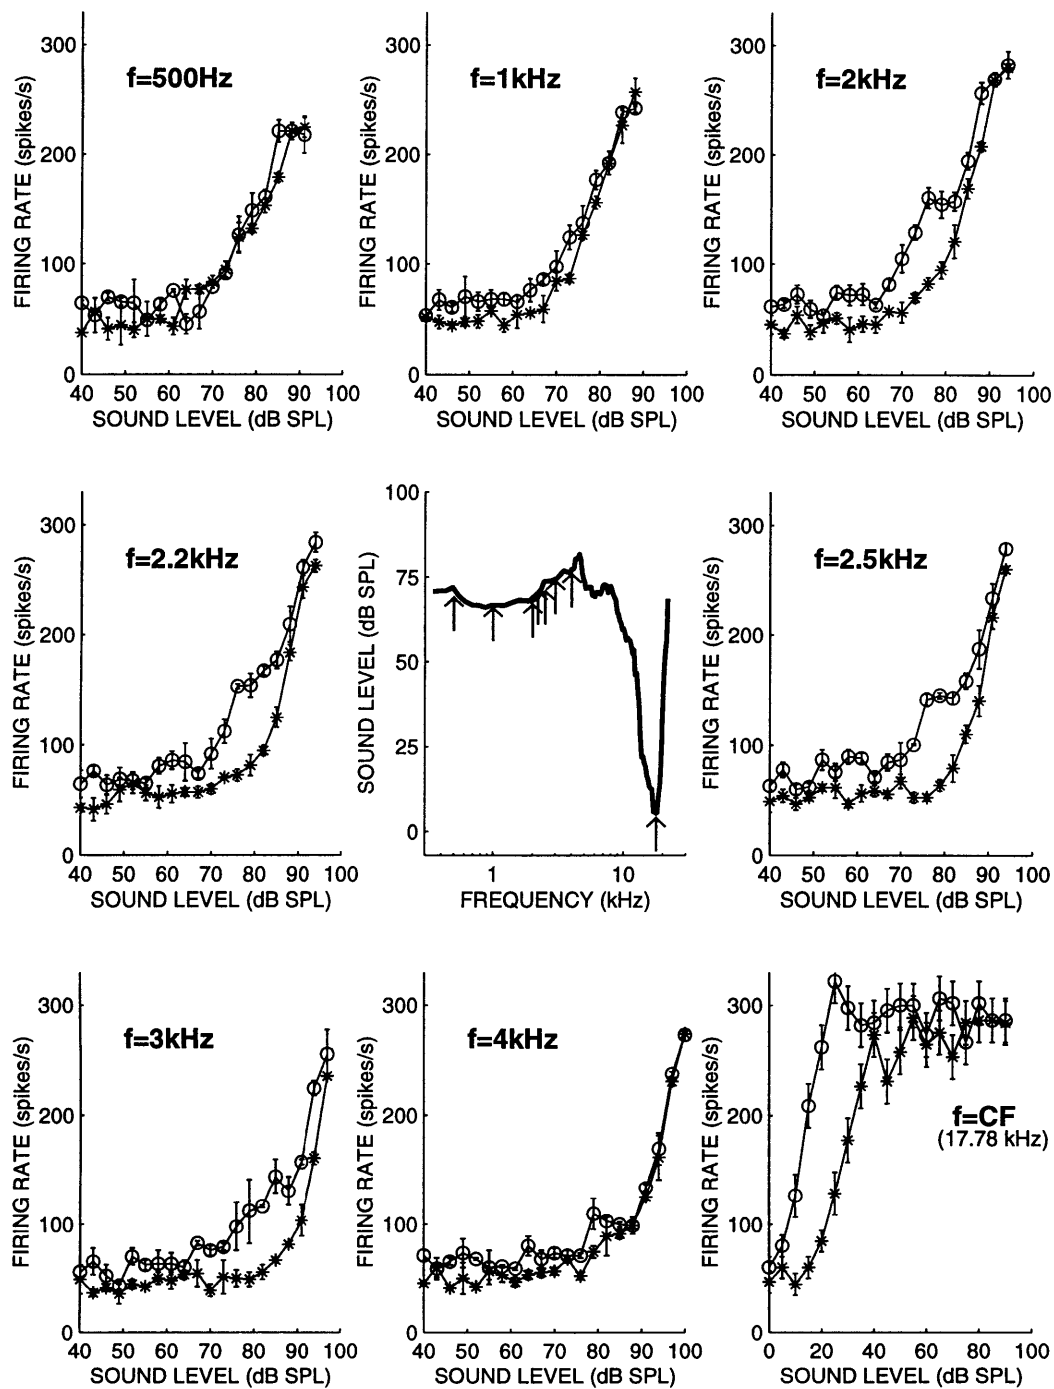 f=500Hz
FIRING RATE (spikes/s)
300
200
100
0
40 50 60 70 80 90 100
SOUND LEVEL (dB SPL)
f=1kHz
FIRING RATE (spikes/s)
300
200
100
0
40 50 60 70 80 90 100
SOUND LEVEL (dB SPL)
f=2kHz
FIRING RATE (spikes/s)
300
200
100
0
40 50 60 70 80 90 100
SOUND LEVEL (dB SPL)
f=2.2kHz
FIRING RATE (spikes/s)
300
200
100
0
40 50 60 70 80 90 100
SOUND LEVEL (dB SPL)
SOUND LEVEL (dB SPL)
100
75
50
25
0
1 10
FREQUENCY (kHz)
f=2.5kHz
FIRING RATE (spikes/s)
300
200
100
0
40 50 60 70 80 90 100
SOUND LEVEL (dB SPL)
f=3kHz
FIRING RATE (spikes/s)
300
200
100
0
40 50 60 70 80 90 100
SOUND LEVEL (dB SPL)
f=4kHz
FIRING RATE (spikes/s)
300
200
100
0
40 50 60 70 80 90 100
SOUND LEVEL (dB SPL)
f=CF
(17.78 kHz)
FIRING RATE (spikes/s)
300
200
100
0
0 20 40 60 80 100
SOUND LEVEL (dB SPL)